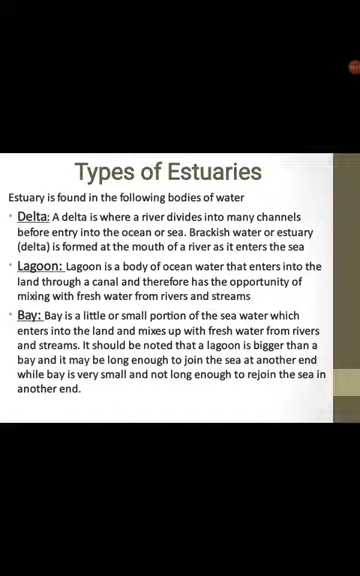 Types of Estuaries
Estuary is found in the following bodies of water
• Delta: A delta is where a river divides into many channels
before entry into the ocean or sea. Brackish water or estuary
(delta) is formed at the mouth of a river as it enters the sea
• Lagoon: Lagoon is a body of ocean water that enters into the
land through a canal and therefore has the opportunity of
mixing with fresh water from rivers and streams
• Bay: Bay is a little or small portion of the sea water which
enters into the land and mixes up with fresh water from rivers
and streams. It should be noted that a lagoon is bigger than a
bay and it may be long enough to join the sea at another end
while bay is very small and not long enough to rejoin the sea in
another end.